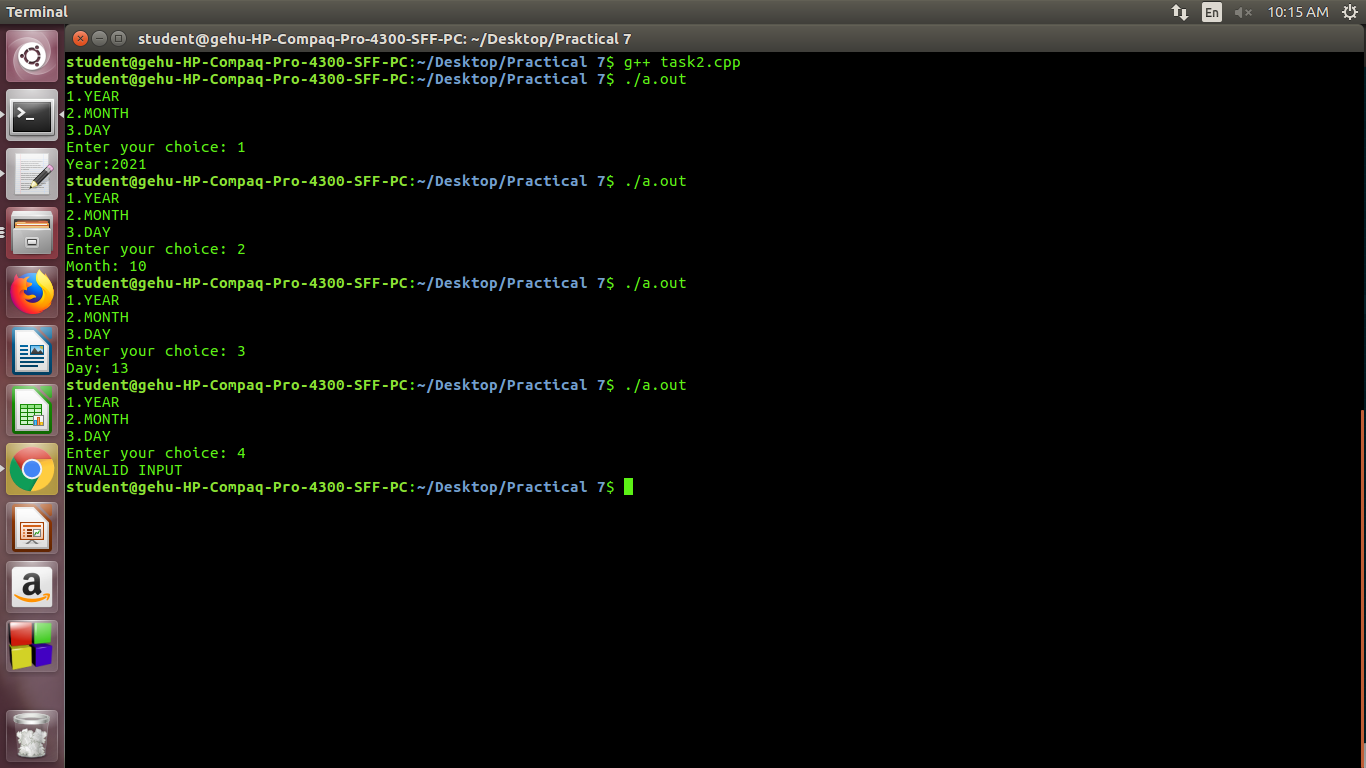 Terminal
En
10:15 AM
student@gehu-HP-Compaq-Pro-4300-SFF-PC: ~/Desktop/Practical 7
student@gehu-HP-Compaq-Pro-4300-SFF-PC:~/Desktop/Practical 7$ g++ task2.cpp
student@gehu-HP-Compaq-Pro-4300-SFF-PC:~/Desktop/Practical 7$ ./a.out
1.YEAR
2.MONTH
3.DAY
Enter your choice: 1
Year:2021
student@gehu-HP-Compaq-Pro-4300-SFF-PC:~/Desktop/Practical 7$ ./a.out
1.YEAR
2.MONTH
3.DAY
Enter your choice: 2
Month: 10
student@gehu-HP-Compaq-Pro-4300-SFF-PC:~/Desktop/Practical 7$ ./a.out
1.YEAR
2.MONTH
3.DAY
Enter your choice: 3
Day: 13
student@gehu-HP-Compaq-Pro-4300-SFF-PC:~/Desktop/Practical 7$ ./a.out
1.YEAR
2.MONTH
3.DAY
Enter your choice: 4
INVALID INPUT
student@gehu-HP-Compaq-Pro-4300-SFF-PC:~/Desktop/Practical 7$